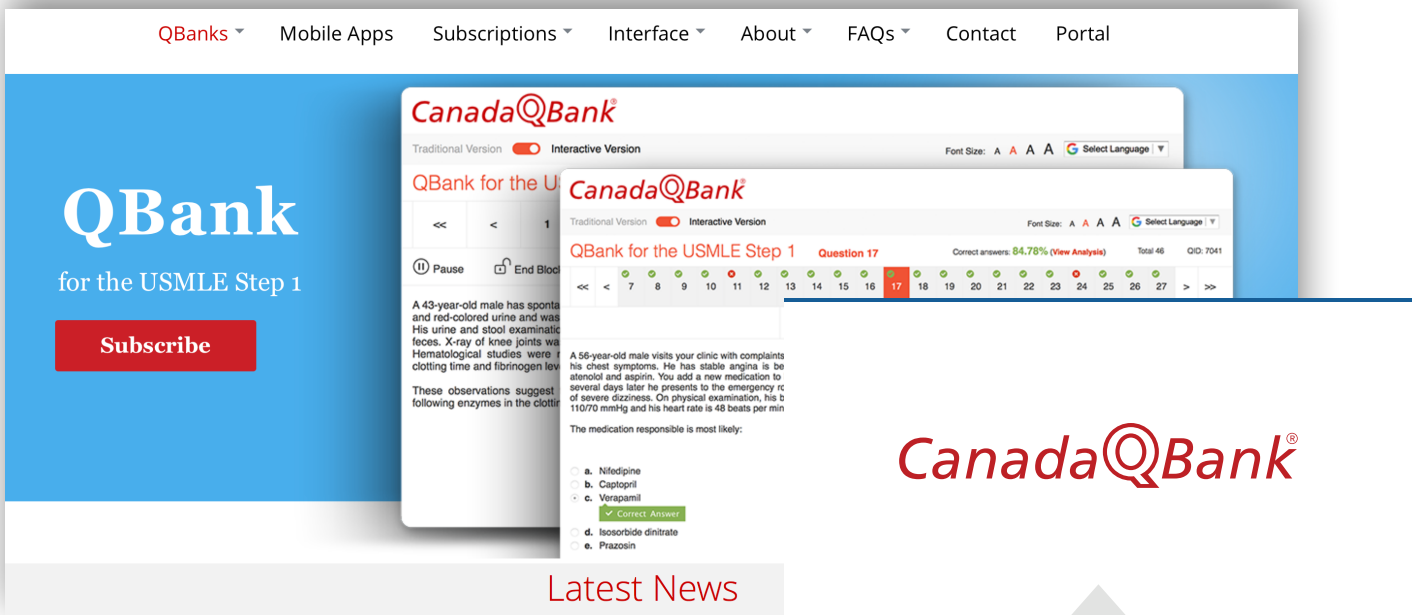 QBanks Mobile Apps Subscriptions Interface About FAQs Contact Portal
QBank
for the USMLE Step 1
Subscribe
CanadaQBank®
Traditional Version Interactive Version Font Size: A A A A G Select Language ▼
QBank for the U
<< < 1
Pause End Bloc
A 43-year-old male has sponta
and red-colored urine and was
His urine and stool examinatic
feces. X-ray of knee joints wa
Hematological studies were
clotting time and fibrinogen lev
These observations suggest
following enzymes in the clottir
CanadaQBank
Traditional Version Interactive Version Font Size: A A A A G Select Language ▼
QBank for the USMLE Step 1 Question 17 Correct answers: 84.78% (View Analysis) Total 46 QID: 7041
<< < 7 8 9 10 11 12 13 14 15 16 17 18 19 20 21 22 23 24 25 26 27 > >>
A 56-year-old male visits your clinic with complaints
his chest symptoms. He has stable angina is be
atenolol and aspirin. You add a new medication to
several days later he presents to the emergency ro
of severe dizziness. On physical examination, his b
110/70 mmHg and his heart rate is 48 beats per min
The medication responsible is most likely:
a. Nifedipine
b. Captopril
c. Verapamil
✓ Correct Answer
d. Isosorbide dinitrate
e. Prazosin
CanadaQBank®
Latest News